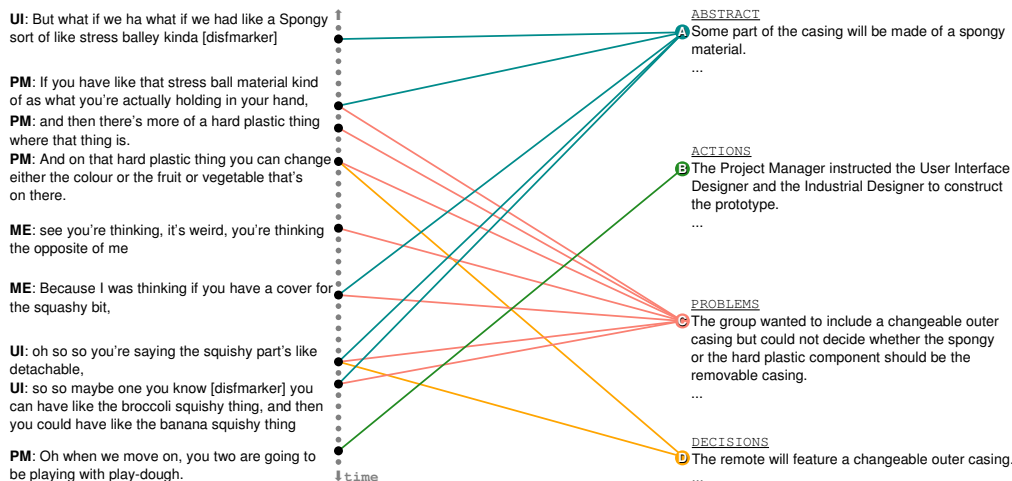 UI: But what if we ha what if we had like a Spongy
sort of like stress balley kinda [disfmarker]
PM: If you have like that stress ball material kind
of as what you're actually holding in your hand,
PM: and then there's more of a hard plastic thing
where that thing is.
PM: And on that hard plastic thing you can change
either the colour or the fruit or vegetable that's
on there.
ME: see you're thinking, it's weird, you're thinking
the opposite of me
ME: Because I was thinking if you have a cover for
the squashy bit,
UI: oh so so you're saying the squishy part's like
detachable,
UI: so so maybe one you know [disfmarker] you
can have like the broccoli squishy thing, and then
you could have like the banana squishy thing
PM: Oh when we move on, you two are going to
be playing with play-dough.
time
ABSTRACT
A Some part of the casing will be made of a spongy
material.
...
ACTIONS
B The Project Manager instructed the User Interface
Designer and the Industrial Designer to construct
the prototype.
...
PROBLEMS
C The group wanted to include a changeable outer
casing but could not decide whether the spongy
or the hard plastic component should be the
removable casing.
...
DECISIONS
D The remote will feature a changeable outer casing.
...